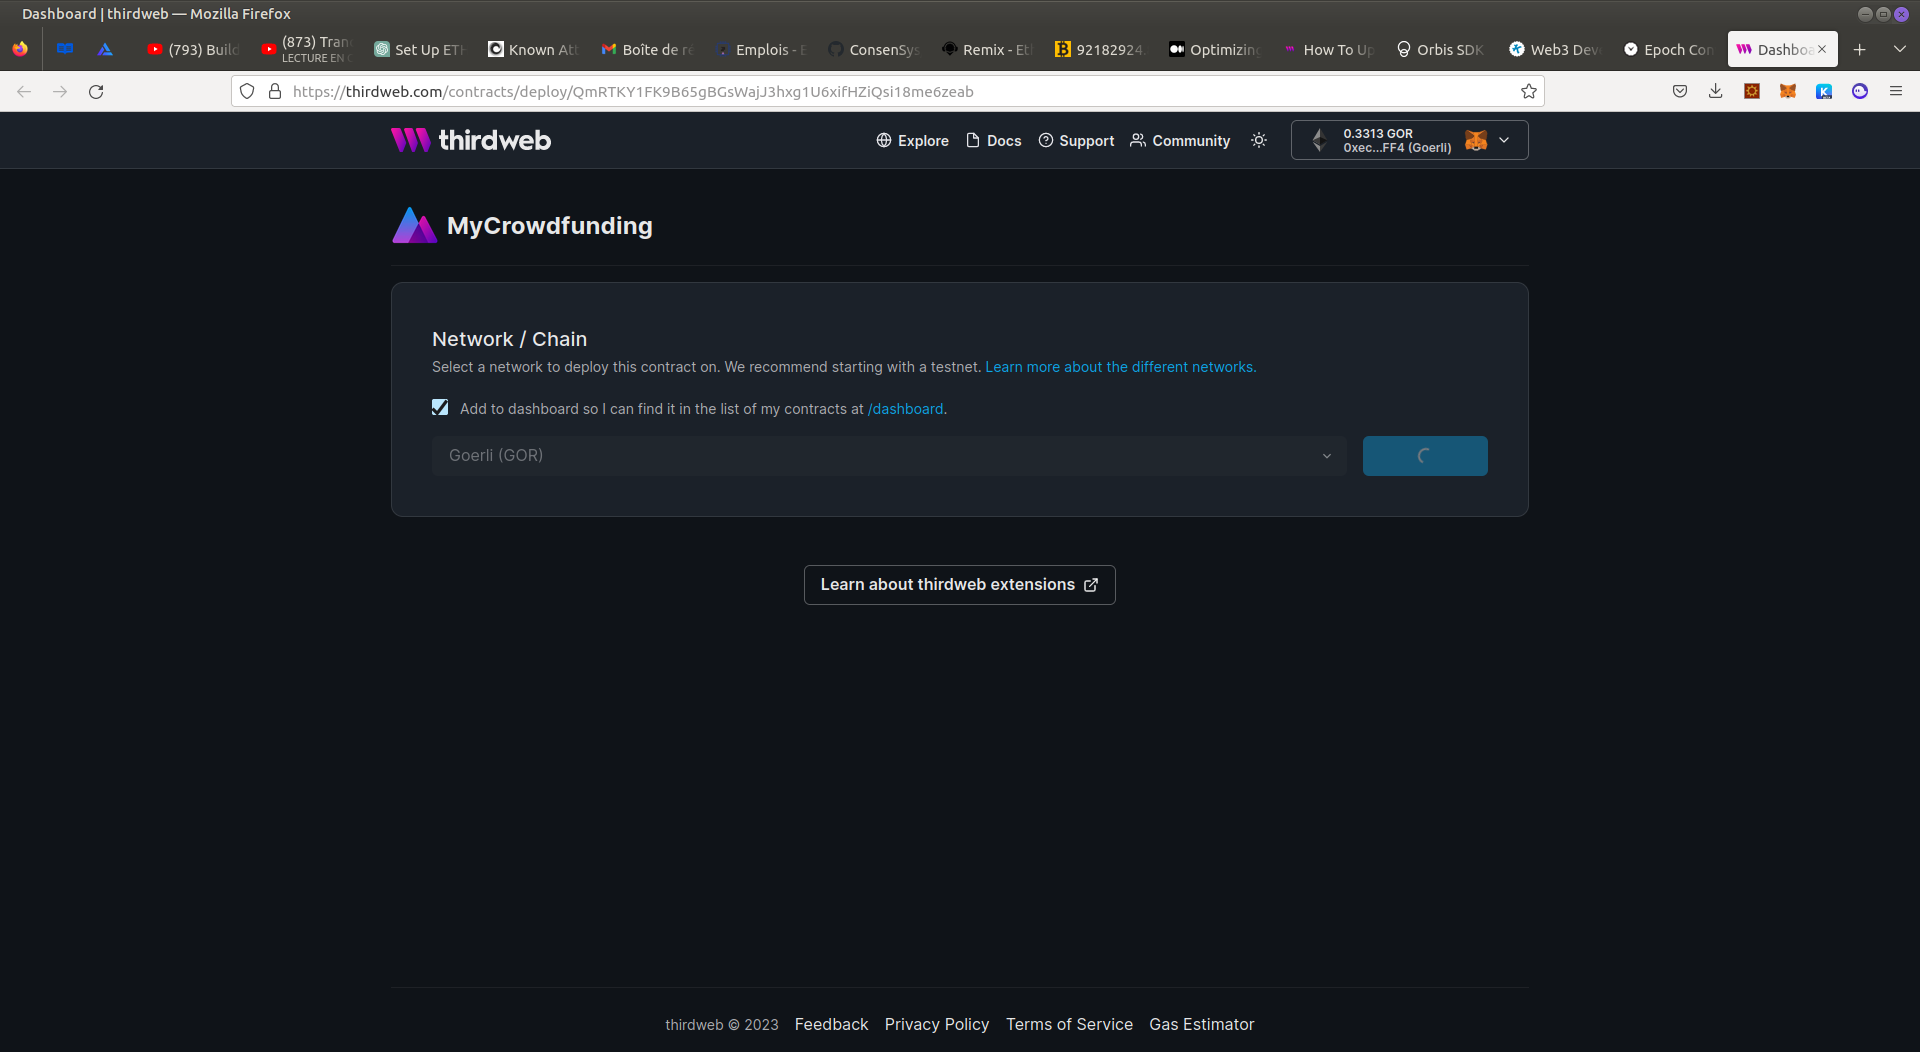 Dashboard | thirdweb — Mozilla Firefox
(793) Build
(873) Tran
LECTURE EN C
Set Up ETH
Known Att
Boîte de ré
Emplois - E
ConsenSys
Remix - Eth
92182924.
Optimizing
How To Up
Orbis SDK
Web3 Deve
Epoch Con
Dashboa
https://thirdweb.com/contracts/deploy/QmRTKY1FK9B65gBGsWajJ3hxg1U6xifHZiQsi18me6zeab
thirdweb
Explore
Docs
Support
Community
0.3313 GOR
0xec...FF4 (Goerli)
MyCrowdfunding
Network / Chain
Select a network to deploy this contract on. We recommend starting with a testnet. Learn more about the different networks.
Add to dashboard so I can find it in the list of my contracts at /dashboard.
Goerli (GOR)
Learn about thirdweb extensions
thirdweb © 2023 Feedback Privacy Policy Terms of Service Gas Estimator